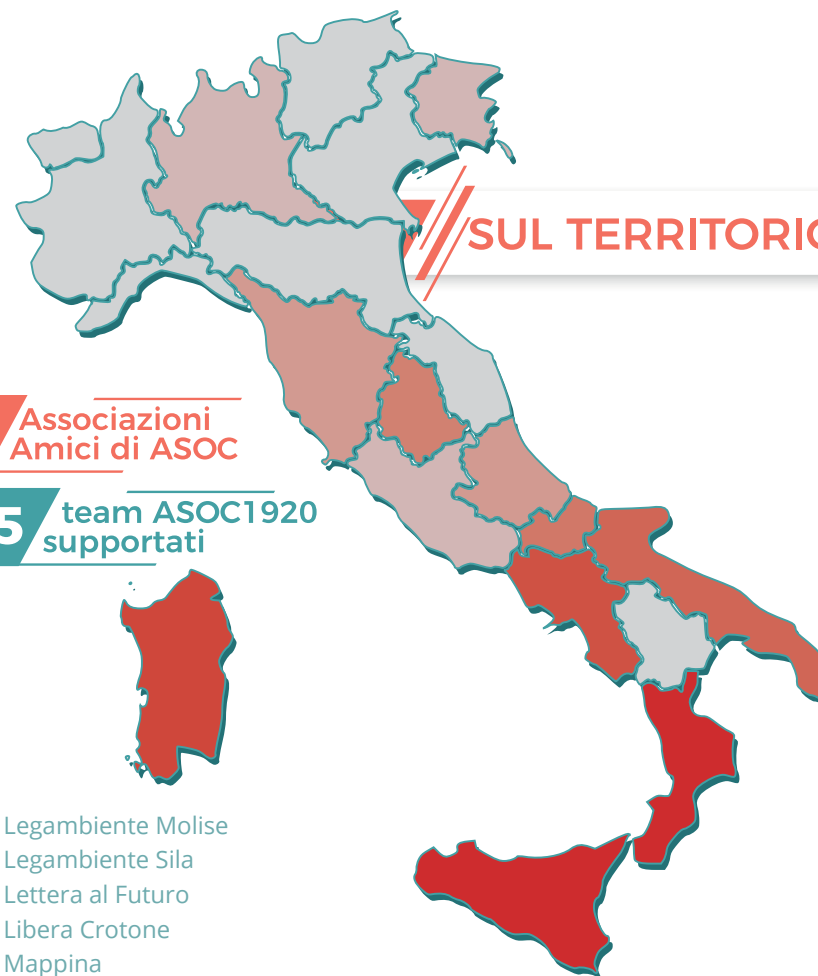 SUL TERRITORIO
Associazioni
Amici di ASOC
5 team ASOC1920
supportati
Legambiente Molise
Legambiente Sila
Lettera al Futuro
Libera Crotone
Mappina